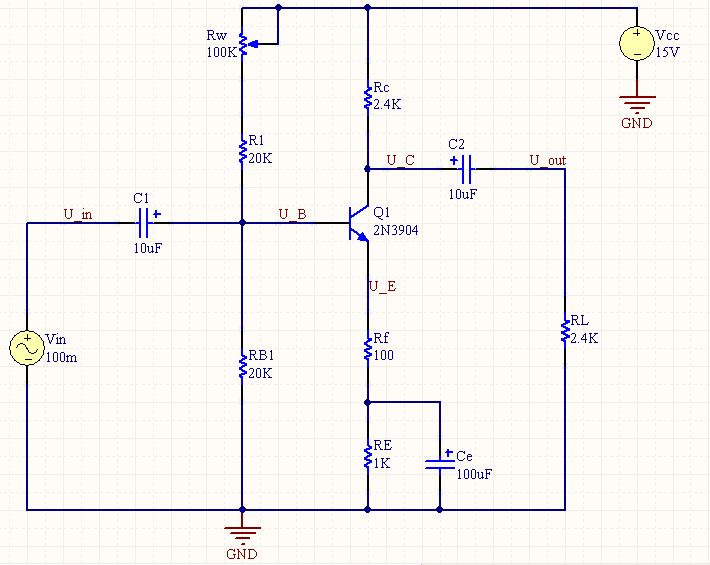 Rw
100K
Vcc
15V
GND
Rc
2.4K
R1
20K
C2
U_C
U_out
10uF
C1
U_in
U_B
10uF
Q1
2N3904
U_E
Vin
100m
RB1
20K
Rf
100
RL
2.4K
RE
1K
Ce
100uF
GND